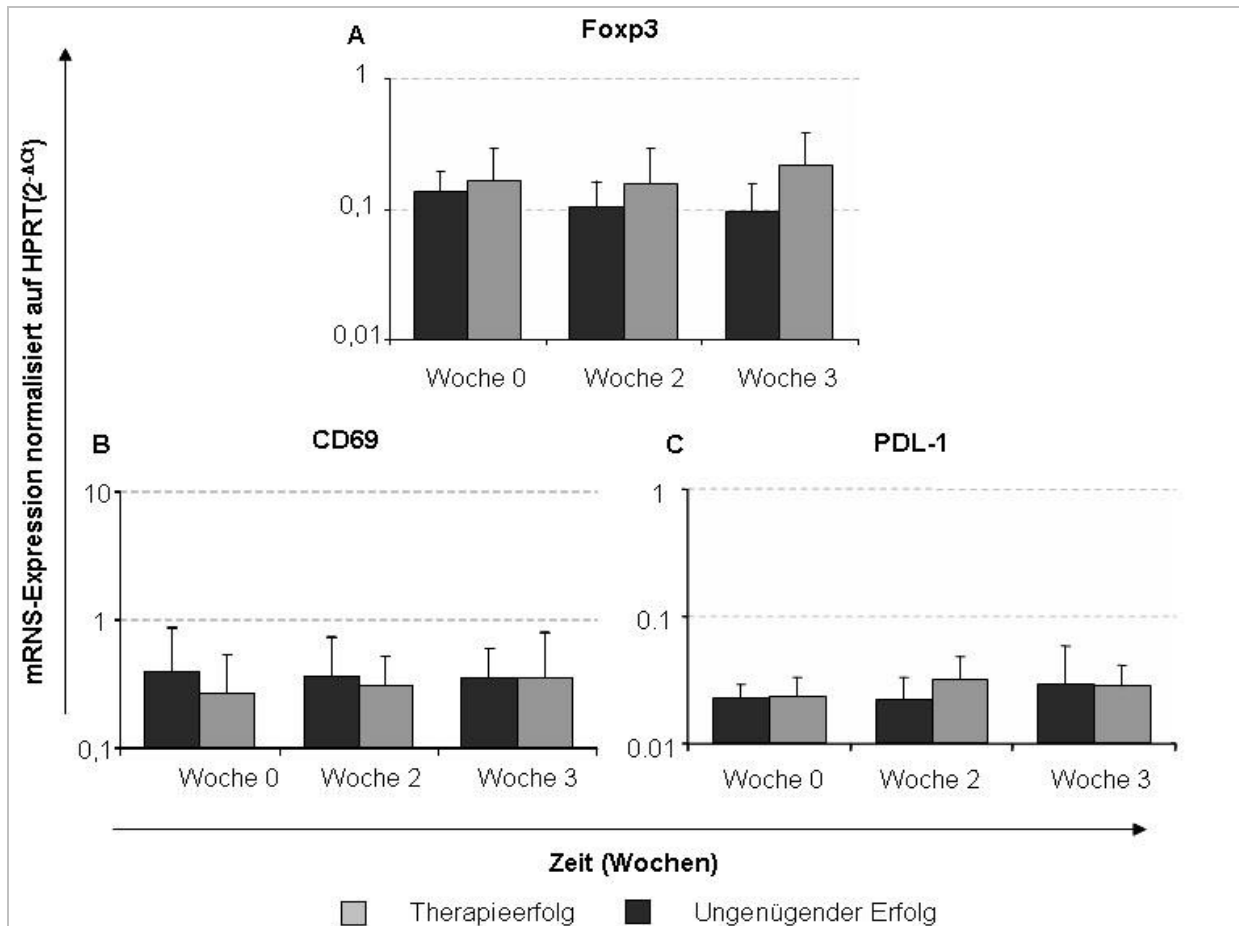 A
Foxp3
mRNS-Expression normalisiert auf HPRT(2-ΔCt)
1
0,1
0,01
Woche 0 Woche 2 Woche 3
B
CD69
10
1
0,1
Woche 0 Woche 2 Woche 3
C
PDL-1
1
0.1
0.01
Woche 0 Woche 2 Woche 3
Zeit (Wochen)
Therapieerfolg Ungenügender Erfolg